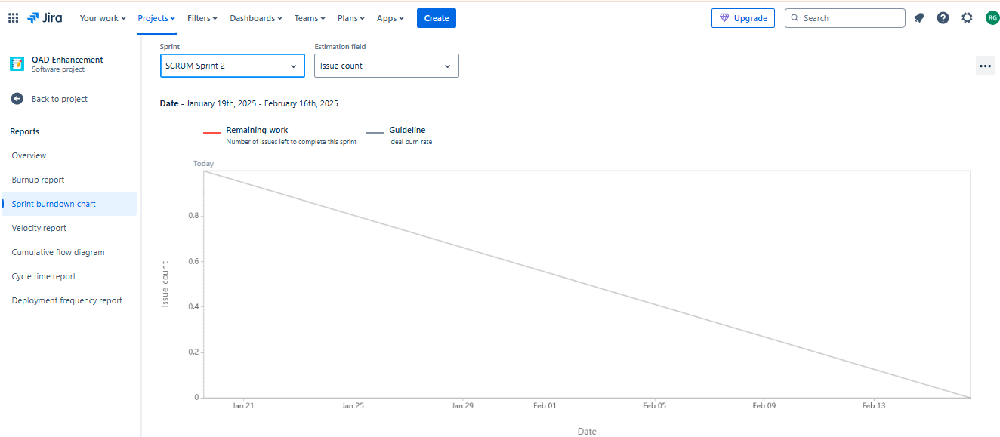 Jira
Your work
Projects
Filters
Dashboards
Teams
Plans
Apps
Create
Upgrade
Search
RG
QAD Enhancement
Software project
Back to project
Reports
Overview
Burnup report
Sprint burndown chart
Velocity report
Cumulative flow diagram
Cycle time report
Deployment frequency report
Sprint
Estimation field
SCRUM Sprint 2
Issue count
Date - January 19th, 2025 - February 16th, 2025
Remaining work
Number of issues left to complete this sprint
Guideline
Ideal burn rate
Today
0.8
0.6
0.4
0.2
0
Issue count
Jan 21
Jan 25
Jan 29
Feb 01
Feb 05
Feb 09
Feb 13
Date